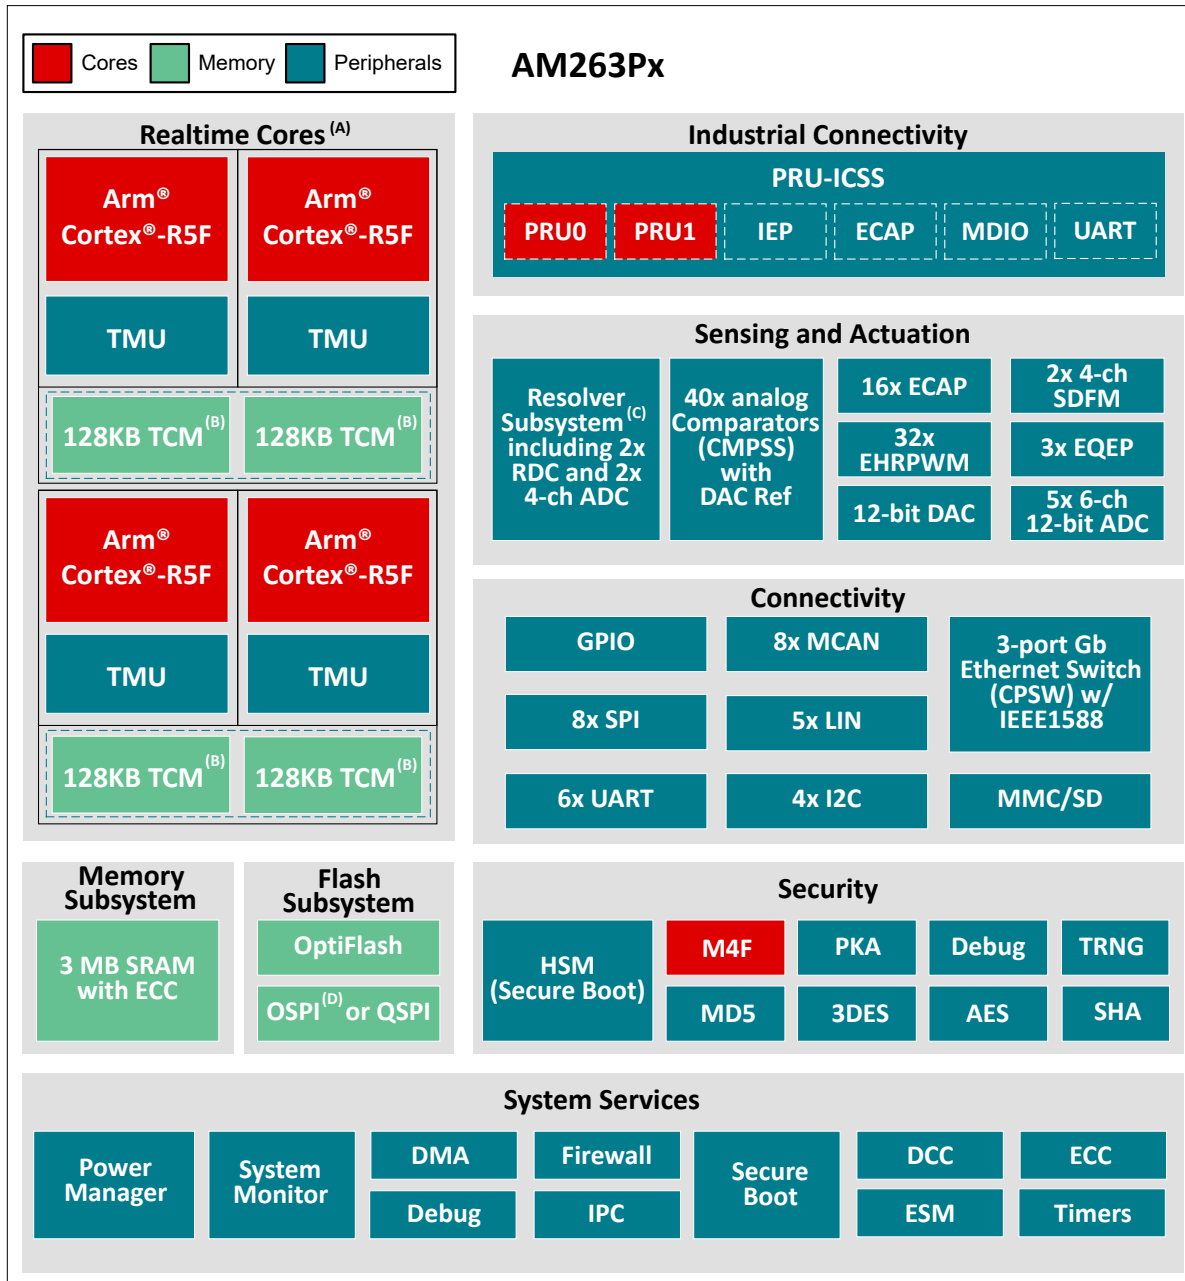 Cores Memory Peripherals
AM263Px
Realtime Cores (A)
Arm®
Cortex®-R5F
Arm®
Cortex®-R5F
TMU
TMU
128KB TCM(B)
128KB TCM(B)
Arm®
Cortex®-R5F
Arm®
Cortex®-R5F
TMU
TMU
128KB TCM(B)
128KB TCM(B)
Industrial Connectivity
PRU-ICSS
PRU0
PRU1
IEP
ECAP
MDIO
UART
Sensing and Actuation
Resolver
Subsystem(C)
including 2x
RDC and 2x
4-ch ADC
40x analog
Comparators
(CMPSS)
with
DAC Ref
16x ECAP
2x 4-ch
SDFM
32x
EHRPWM
3x EQEP
12-bit DAC
5x 6-ch
12-bit ADC
Connectivity
GPIO
8x MCAN
3-port Gb
Ethernet Switch
(CPSW) w/
IEEE1588
8x SPI
5x LIN
6x UART
4x I2C
MMC/SD
Memory
Subsystem
3 MB SRAM
with ECC
Flash
Subsystem
OptiFlash
OSPI(D) or QSPI
Security
HSM
(Secure Boot)
M4F
PKA
Debug
TRNG
MD5
3DES
AES
SHA
System Services
Power
Manager
System
Monitor
DMA
Firewall
Secure
Boot
DCC
ECC
Debug
IPC
ESM
Timers